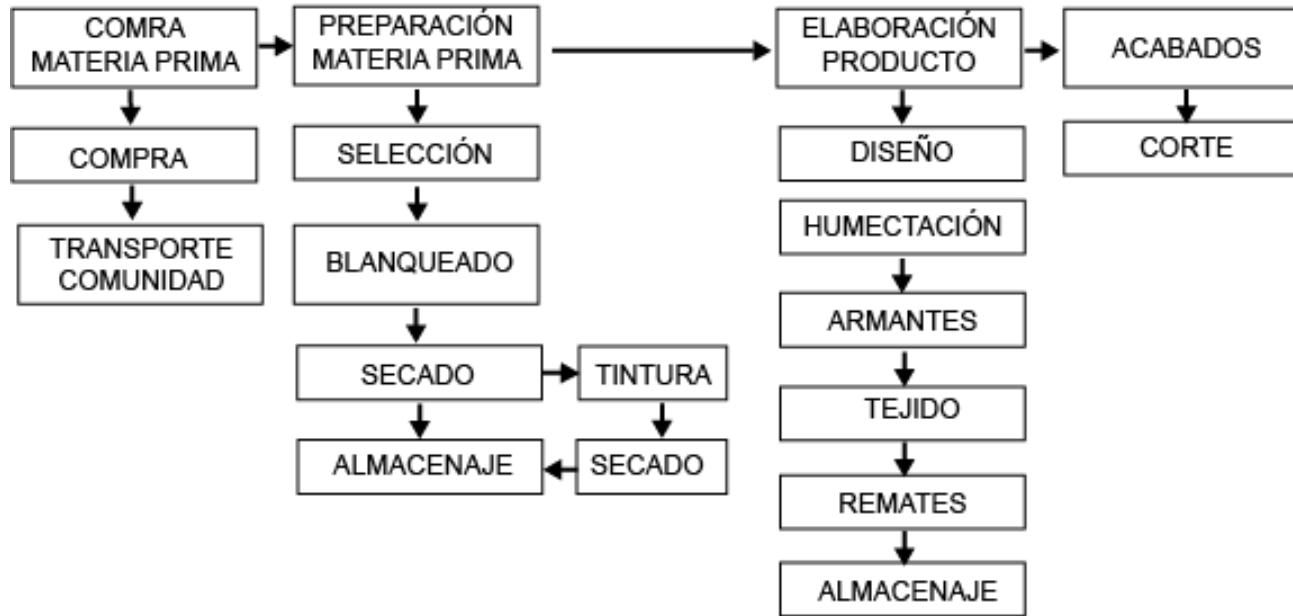 COMRA
MATERIA PRIMA
PREPARACIÓN
MATERIA PRIMA
ELABORACIÓN
PRODUCTO
ACABADOS
COMPRA
SELECCIÓN
DISEÑO
CORTE
TRANSPORTE
COMUNIDAD
BLANQUEADO
HUMECTACIÓN
ARMANTES
SECADO
TINTURA
TEJIDO
ALMACENAJE
SECADO
REMATES
ALMACENAJE